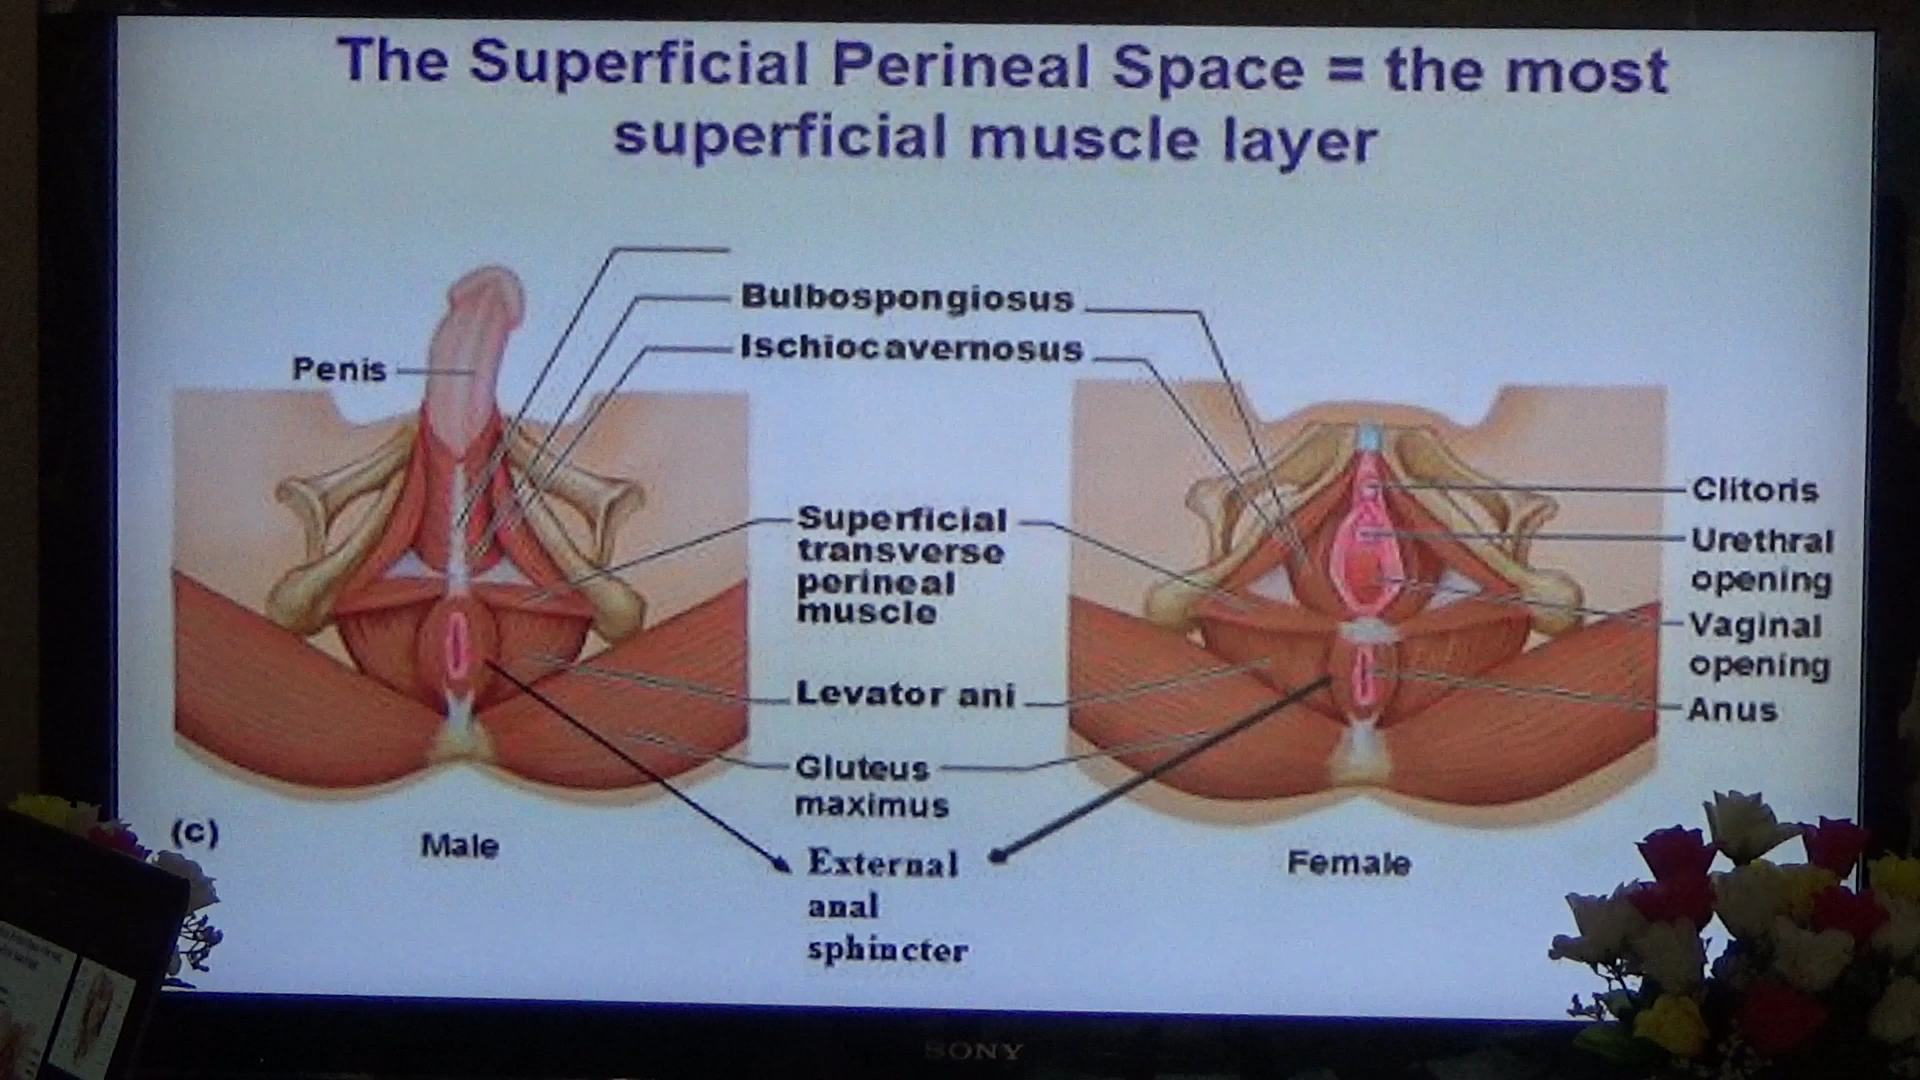 The Superficial Perineal Space = the most
superficial muscle layer
Bulbospongiosus
Ischiocavernosus
Penis
Superficial
transverse
perineal
muscle
Levator ani
Gluteus
maximus
External
anal
sphincter
Clitoris
Urethral
opening
Vaginal
opening
Anus
(c)
Male
Female
SONY